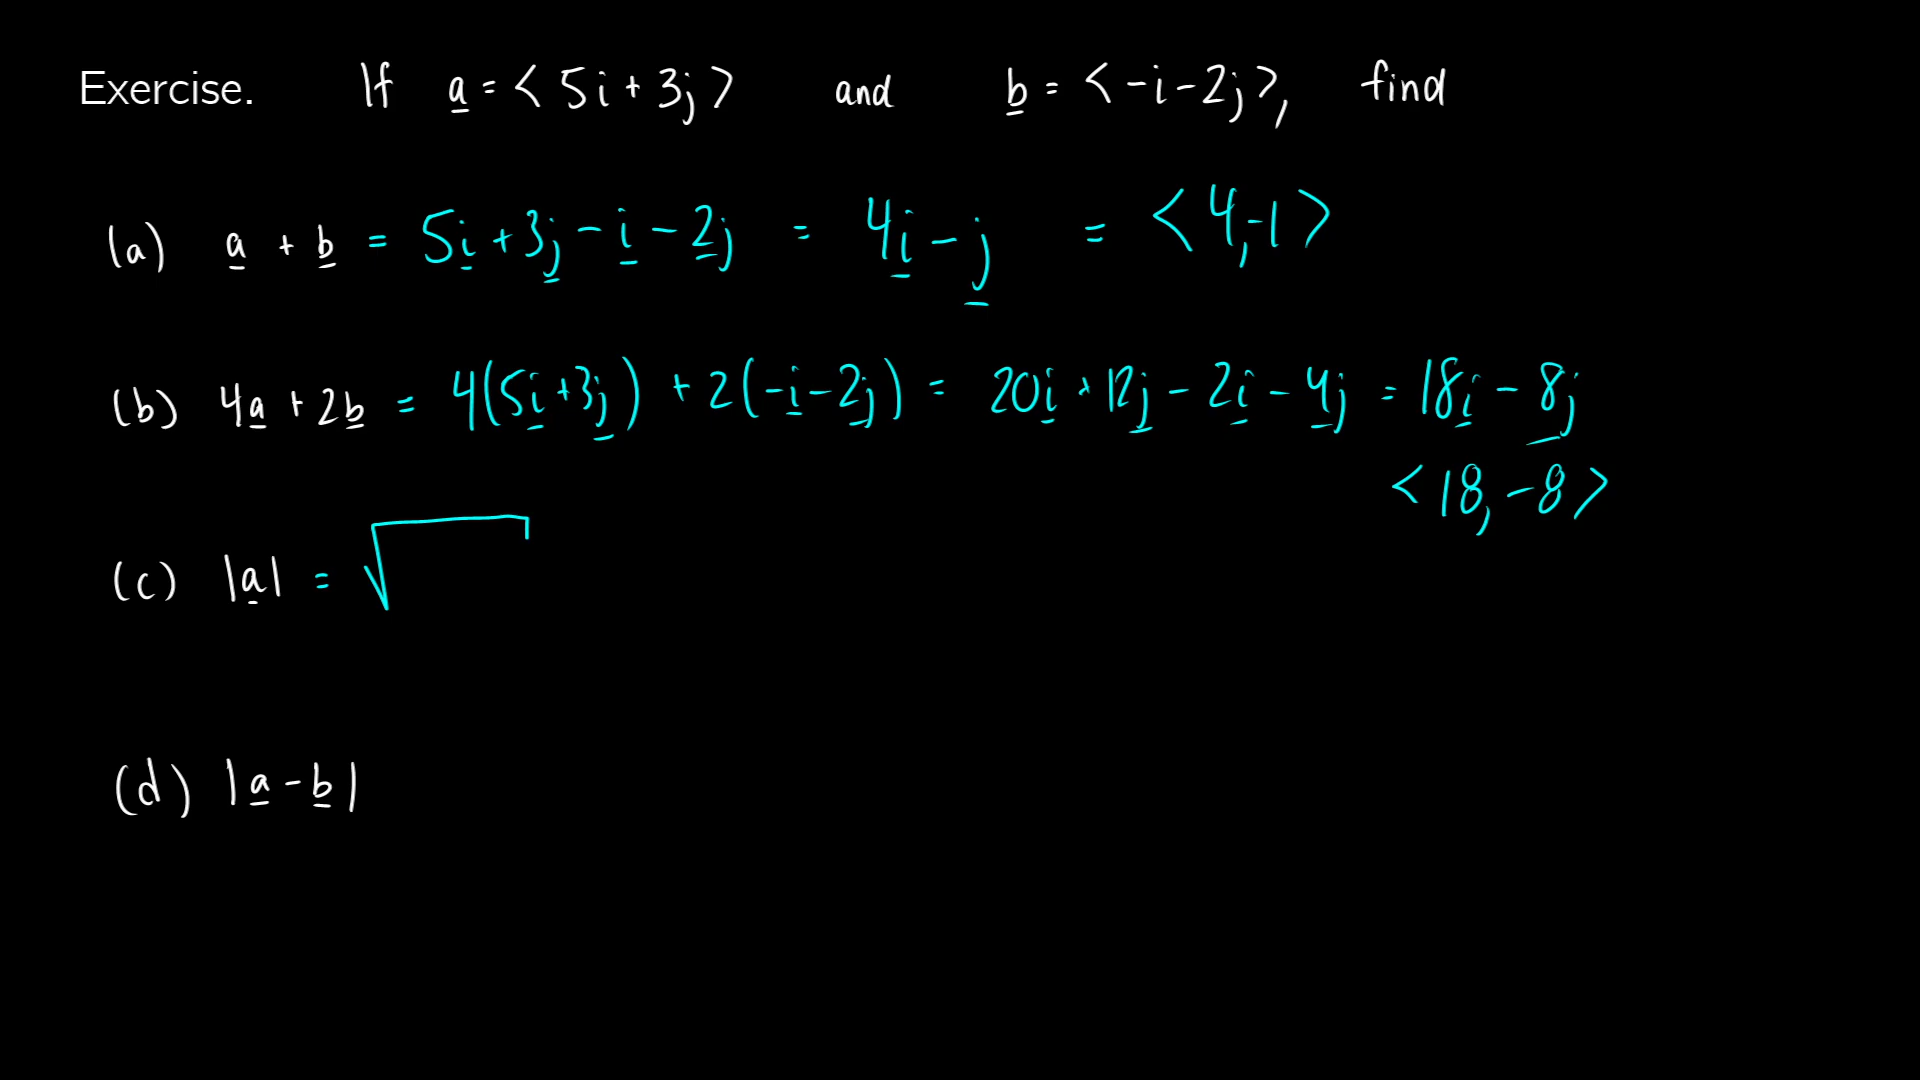 Exercise. If a = < 5i + 3j > and b = < -i - 2j >, find
(a) a + b = 5i + 3j - i - 2j = 4i - j = < 4, -1 >
(b) 4a + 2b = 4(5i + 3j) + 2(-i - 2j) = 20i + 12j - 2i - 4j = 18i - 8j
< 18, -8 >
(c) |a| = √
(d) |a - b|